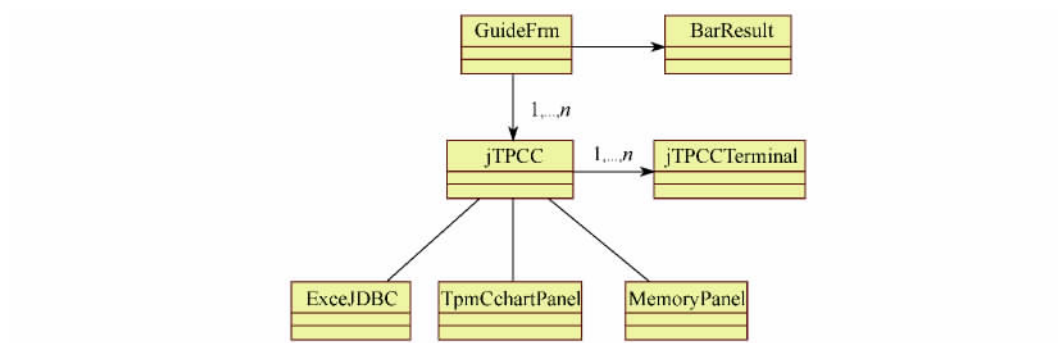 GuideFrm
BarResult
1,...,n
jTPCC
1,...,n
jTPCCTerminal
ExceJDBC
TpmCchartPanel
MemoryPanel